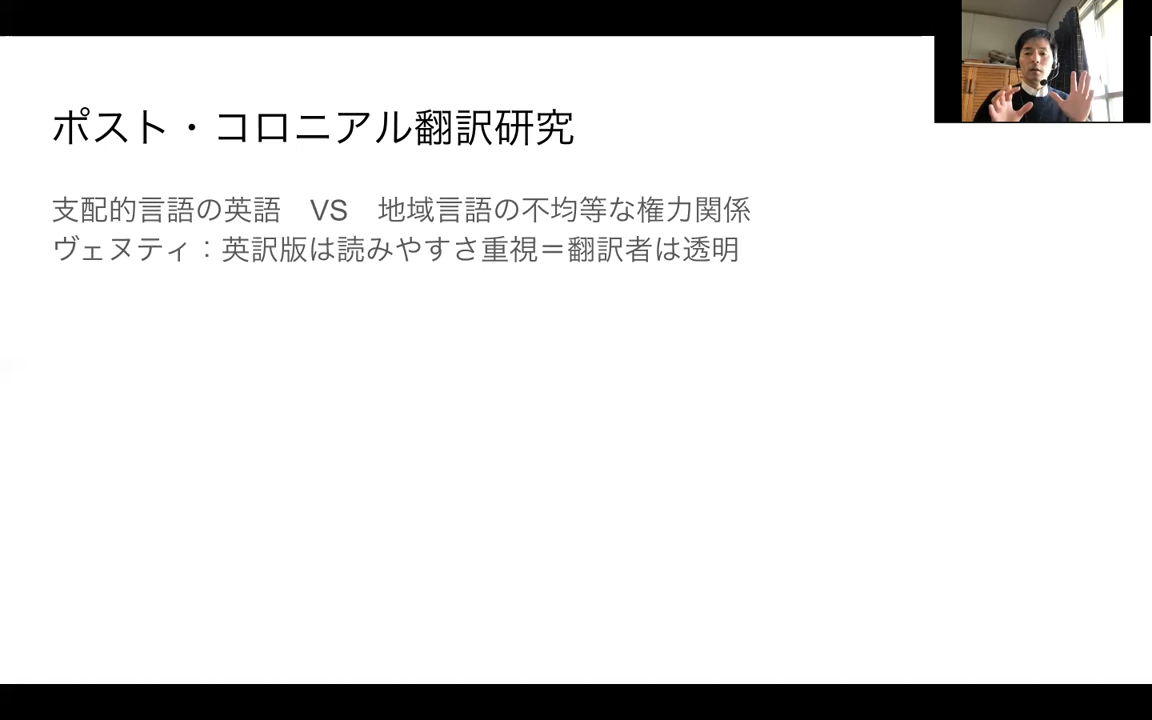 ポスト・コロニアル翻訳研究
支配的言語の英語　VS　地域言語の不均等な権力関係
ヴェヌティ：英訳版は読みやすさ重視＝翻訳者は透明